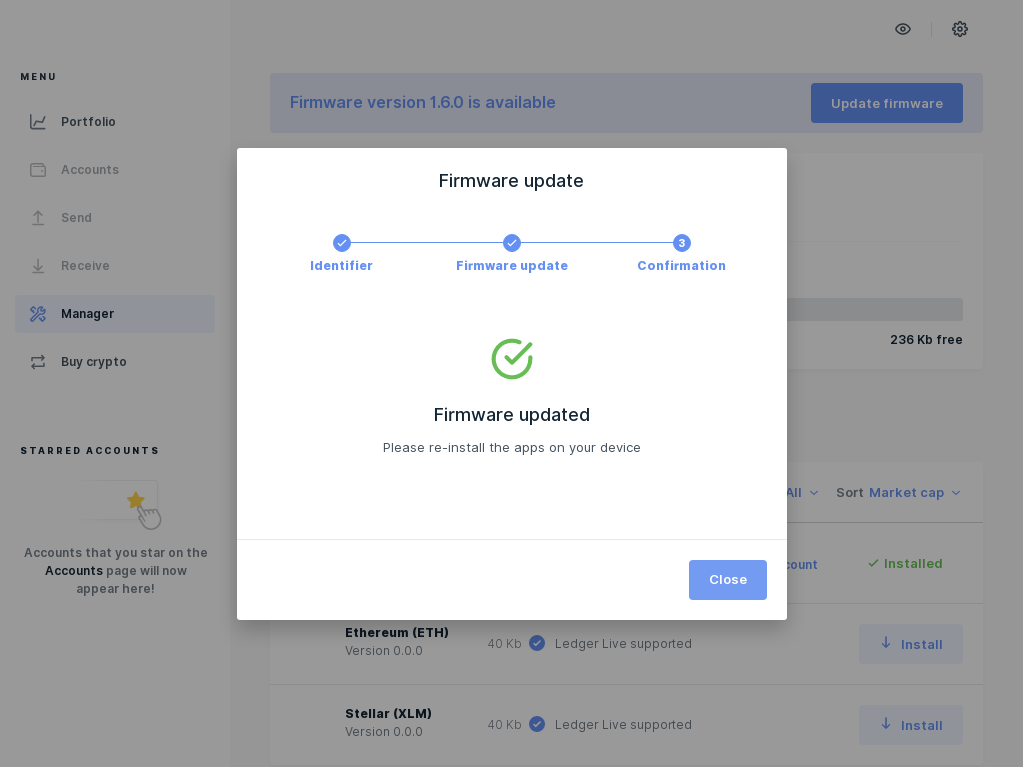 MENU
Portfolio
Accounts
Send
Receive
Manager
Buy crypto
STARRED ACCOUNTS
Accounts that you star on the
Accounts page will now
appear here!
Firmware version 1.6.0 is available
Update firmware
Firmware update
Identifier
Firmware update
3
Confirmation
Firmware updated
Please re-install the apps on your device
Close
236 Kb free
All
Sort Market cap
Installed
Ethereum (ETH)
Version 0.0.0
40 Kb
Ledger Live supported
Install
Stellar (XLM)
Version 0.0.0
40 Kb
Ledger Live supported
Install